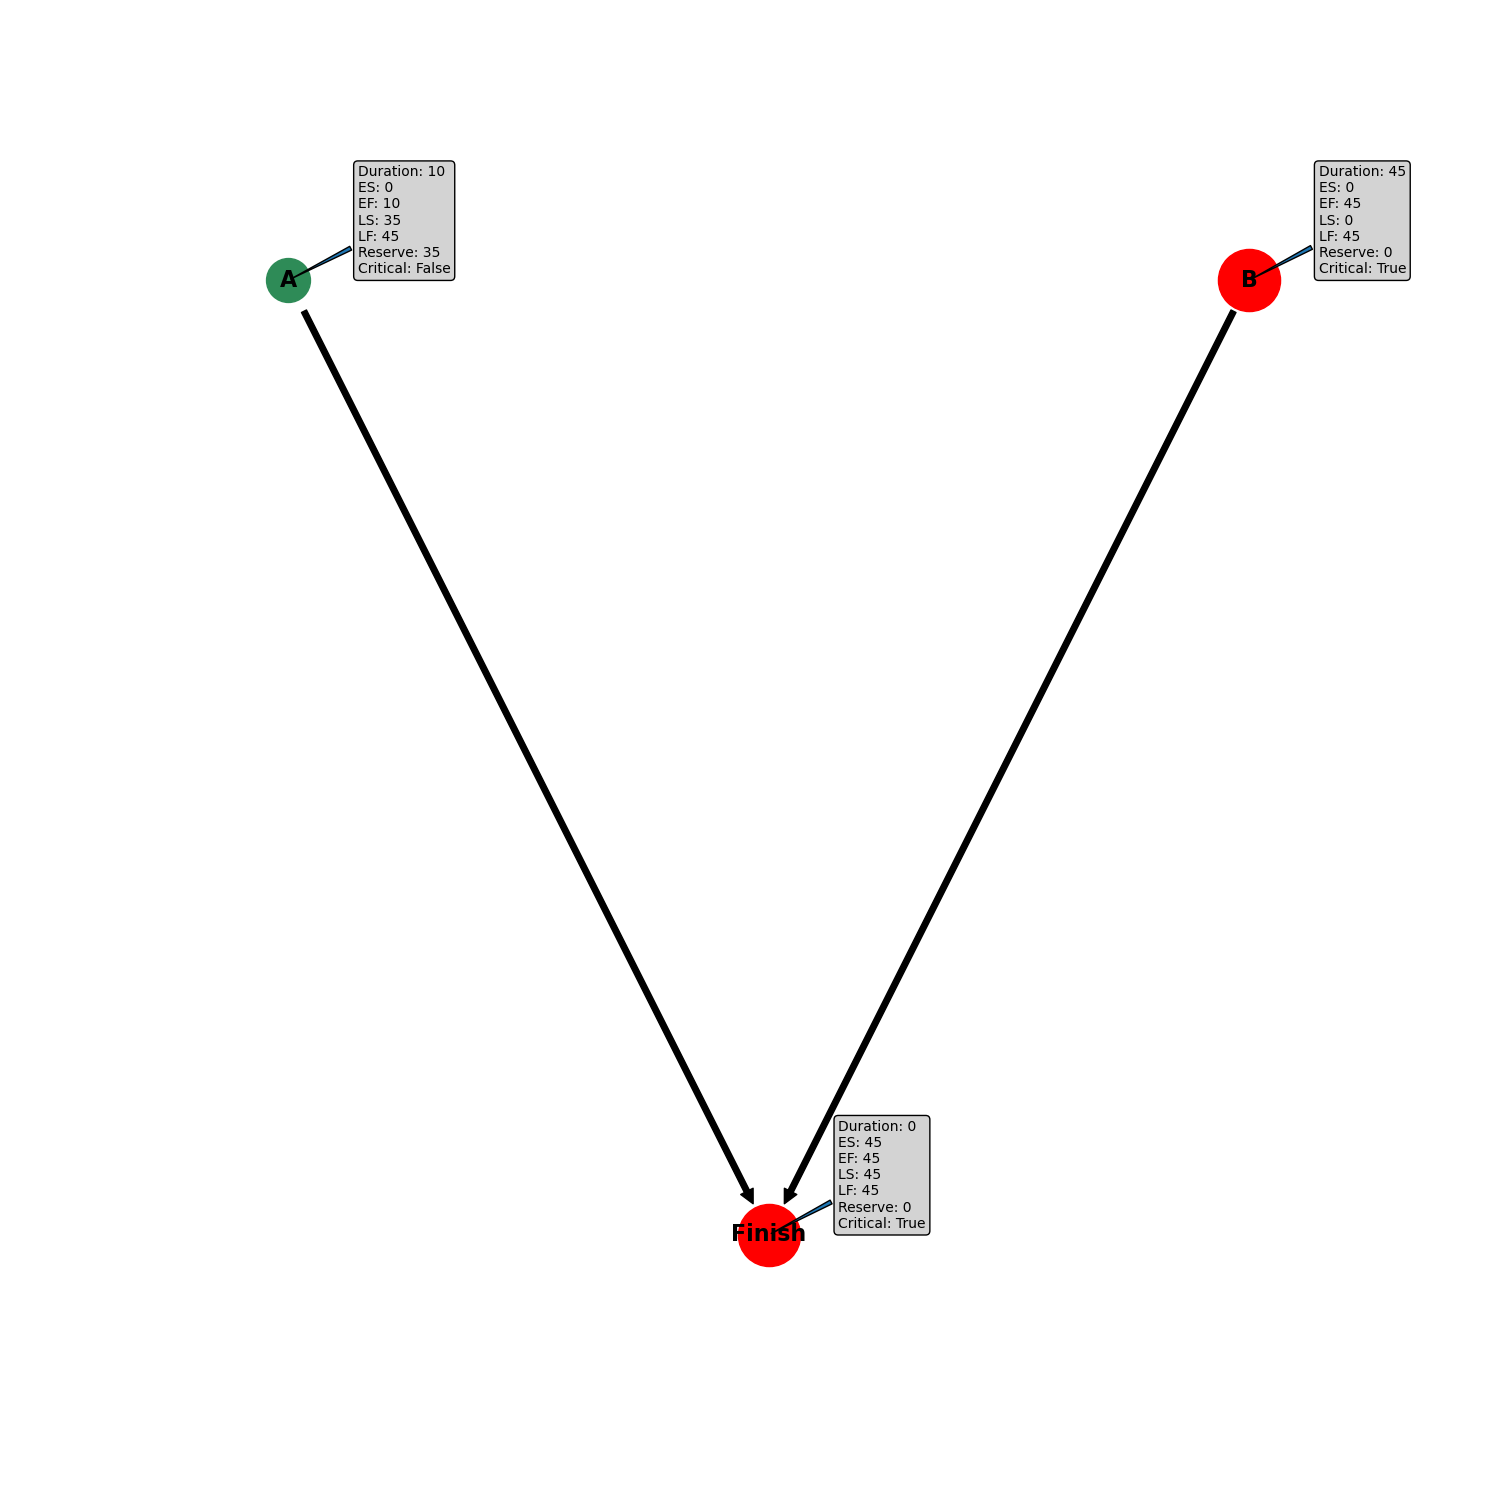 A
Duration: 10
ES: 0
EF: 10
LS: 35
LF: 45
Reserve: 35
Critical: False
B
Duration: 45
ES: 0
EF: 45
LS: 0
LF: 45
Reserve: 0
Critical: True
Finish
Duration: 0
ES: 45
EF: 45
LS: 45
LF: 45
Reserve: 0
Critical: True